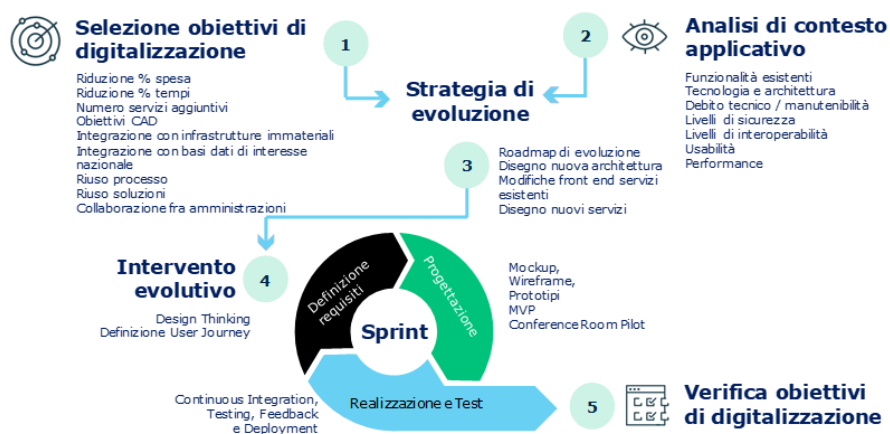 Selezione obiettivi di
digitalizzazione
1
Riduzione % spesa
Riduzione % tempi
Numero servizi aggiuntivi
Obiettivi CAD
Integrazione con infrastrutture immateriali
Integrazione con basi dati di interesse
nazionale
Riuso processo
Riuso soluzioni
Collaborazione fra amministrazioni
2
Analisi di contesto
applicativo
Funzionalità esistenti
Tecnologia e architettura
Debito tecnico / manutenibilità
Livelli di sicurezza
Livelli di interoperabilità
Usabilità
Performance
Strategia di
evoluzione
3
Roadmap di evoluzione
Disegno nuova architettura
Modifiche front end servizi
esistenti
Disegno nuovi servizi
Intervento
evolutivo
4
Design Thinking
Definizione User Journey
Definizione
requisiti
Progettazione
Sprint
Mockup,
Wireframe,
Prototipi
MVP
Conference Room Pilot
Realizzazione e Test
Continuous Integration,
Testing, Feedback
e Deployment
5
Verifica obiettivi
di digitalizzazione